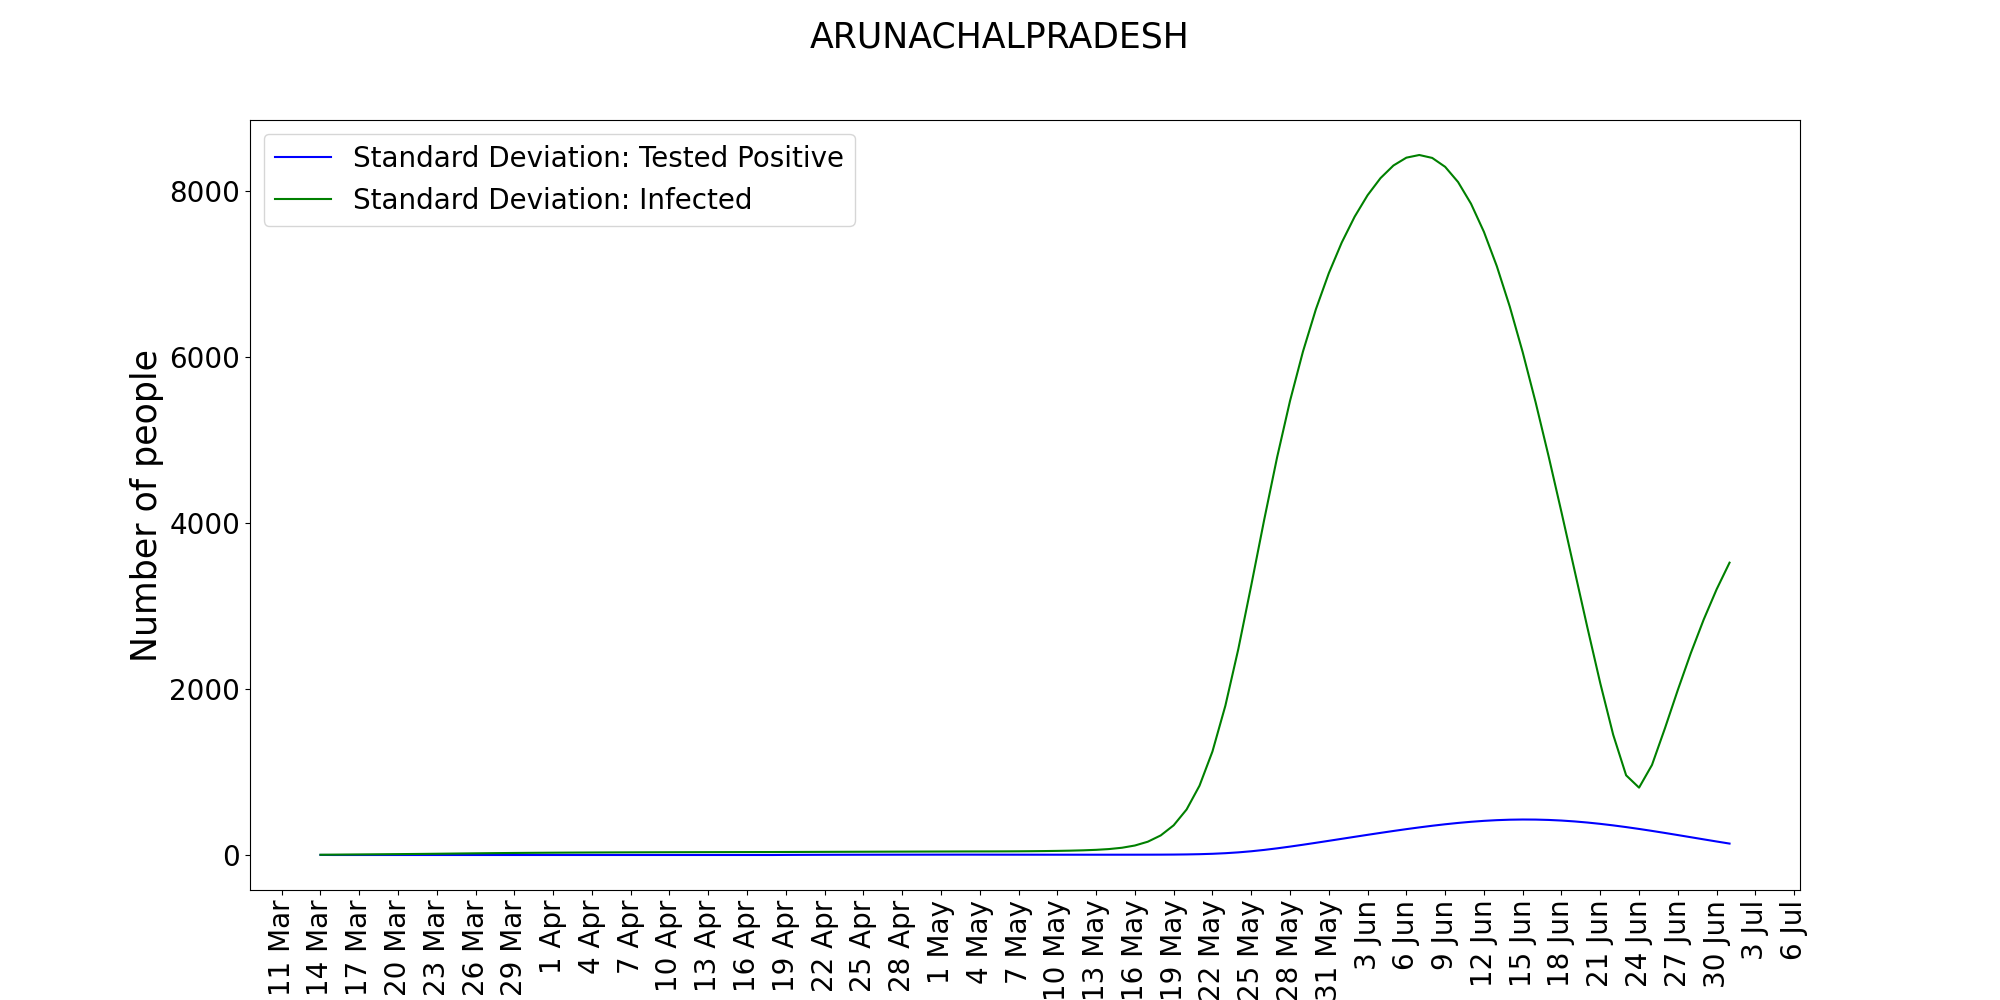 ARUNACHALPRADESH
Standard Deviation: Tested Positive
Standard Deviation: Infected
Number of people
8000
6000
4000
2000
0
11 Mar
14 Mar
17 Mar
20 Mar
23 Mar
26 Mar
29 Mar
1 Apr
4 Apr
7 Apr
10 Apr
13 Apr
16 Apr
19 Apr
22 Apr
25 Apr
28 Apr
1 May
4 May
7 May
10 May
13 May
16 May
19 May
22 May
25 May
28 May
31 May
3 Jun
6 Jun
9 Jun
12 Jun
15 Jun
18 Jun
21 Jun
24 Jun
27 Jun
30 Jun
3 Jul
6 Jul